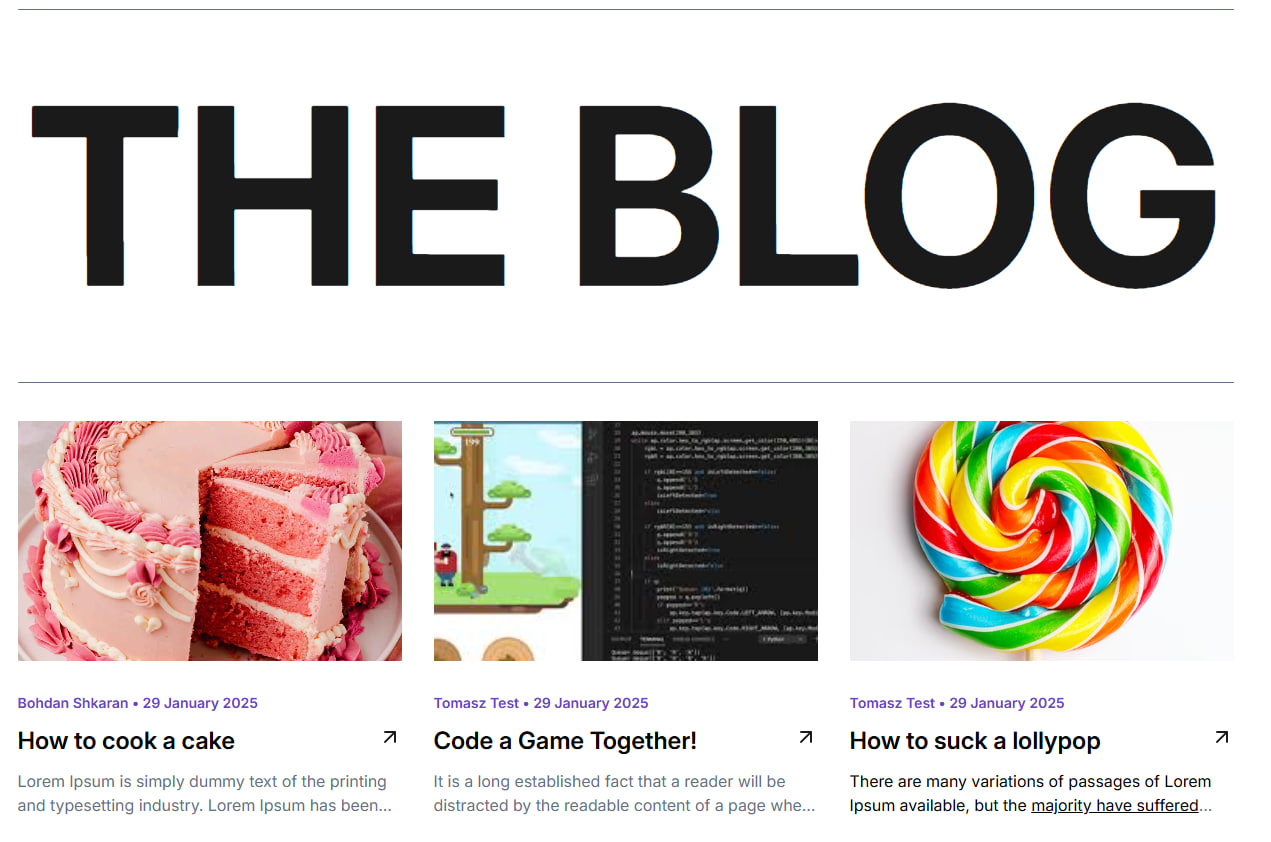 THE BLOG
199
Bohdan Shkaran • 29 January 2025
How to cook a cake
Lorem Ipsum is simply dummy text of the printing
and typesetting industry. Lorem Ipsum has been...
Tomasz Test • 29 January 2025
Code a Game Together!
It is a long established fact that a reader will be
distracted by the readable content of a page whe...
Tomasz Test • 29 January 2025
How to suck a lollypop
There are many variations of passages of Lorem
Ipsum available, but the majority have suffered...